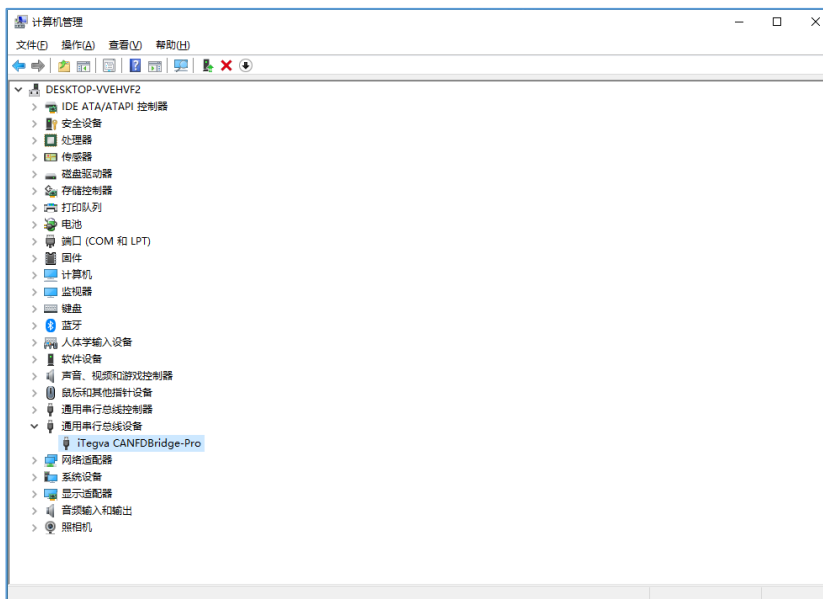 计算机管理
文件(F) 操作(A) 查看(V) 帮助(H)
DESKTOP-VVEHVF2
IDE ATA/ATAPI 控制器
安全设备
处理器
传感器
磁盘驱动器
存储控制器
打印队列
电池
端口 (COM 和 LPT)
固件
计算机
监视器
键盘
蓝牙
人体学输入设备
软件设备
声音、视频和游戏控制器
鼠标和其他指针设备
通用串行总线控制器
通用串行总线设备
iTegva CANFDBridge-Pro
网络适配器
系统设备
显示适配器
音频输入和输出
照相机